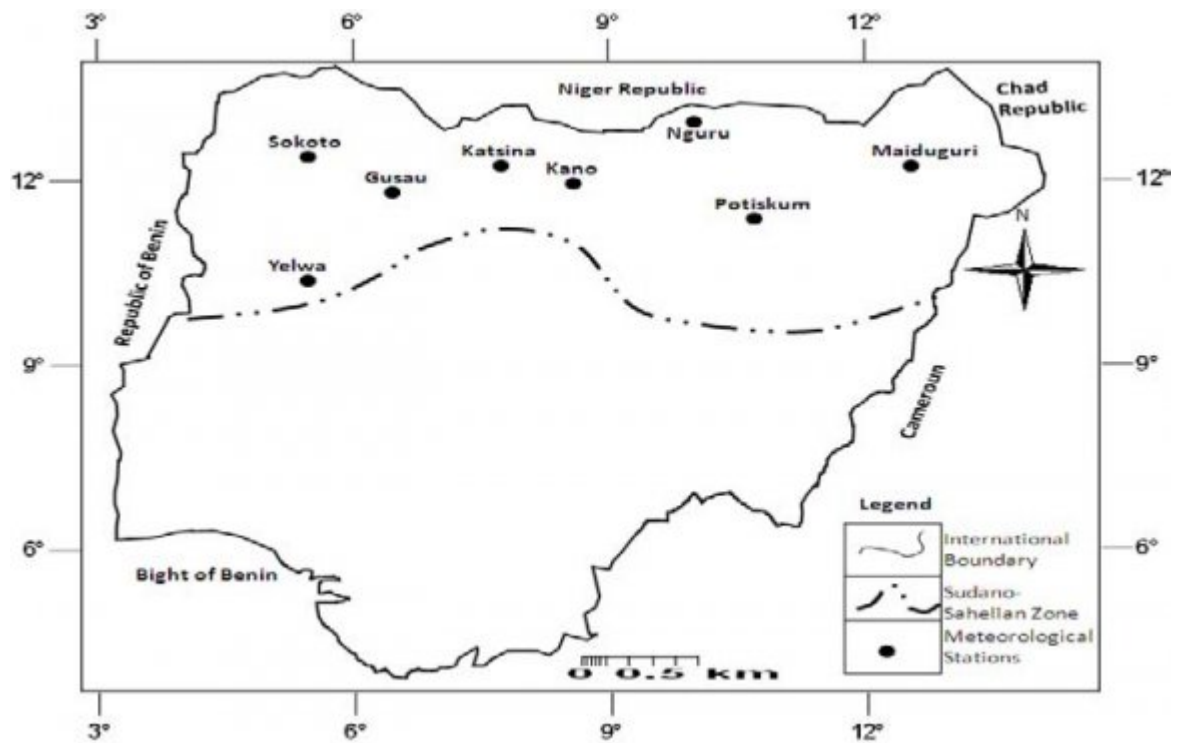 3° 6° 9° 12°
Niger Republic
Chad
Republic
Nguru
Sokoto
Katsina
Kano
Maiduguri
Gusau
12° 12°
Potiskum
N
Republic of Benin
Yelwa
9° 9°
Cameroun
Legend
International
Boundary
6° 6°
Bight of Benin
Sudano-
Sahelian Zone
Meteorological
Stations
0 0.5 km
3° 6° 9° 12°